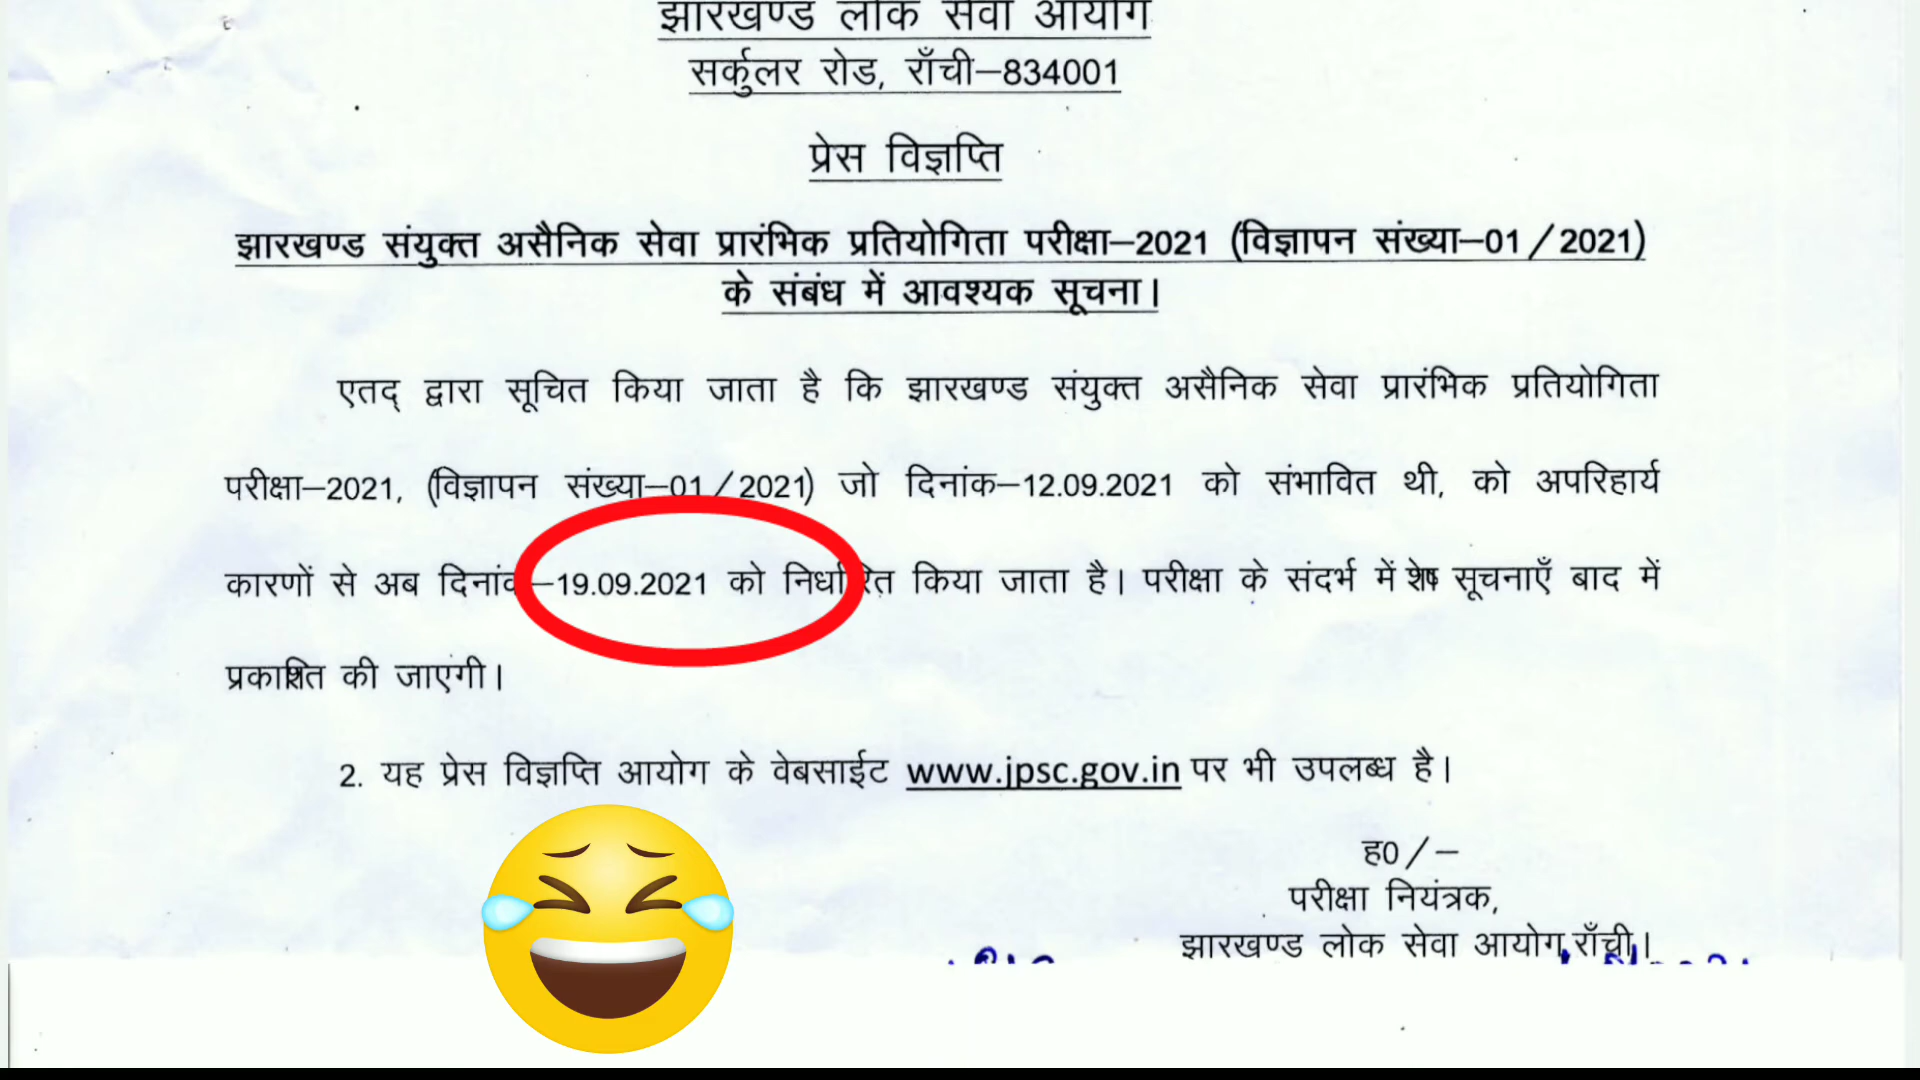 झारखण्ड लोक सेवा आयोग
सर्कुलर रोड, राँची–834001
प्रेस विज्ञप्ति
झारखण्ड संयुक्त असैनिक सेवा प्रारंभिक प्रतियोगिता परीक्षा–2021 (विज्ञापन संख्या–01/2021)
के संबंध में आवश्यक सूचना।
एतद् द्वारा सूचित किया जाता है कि झारखण्ड संयुक्त असैनिक सेवा प्रारंभिक प्रतियोगिता
परीक्षा–2021, (विज्ञापन संख्या–01/2021) जो दिनांक–12.09.2021 को संभावित थी, को अपरिहार्य
कारणों से अब दिनांक–19.09.2021 को निर्धारित किया जाता है। परीक्षा के संदर्भ में शेष सूचनाएँ बाद में
प्रकाशित की जाएंगी।
2. यह प्रेस विज्ञप्ति आयोग के वेबसाईट www.jpsc.gov.in पर भी उपलब्ध है।
ह0/–
परीक्षा नियंत्रक,
झारखण्ड लोक सेवा आयोग,राँची।